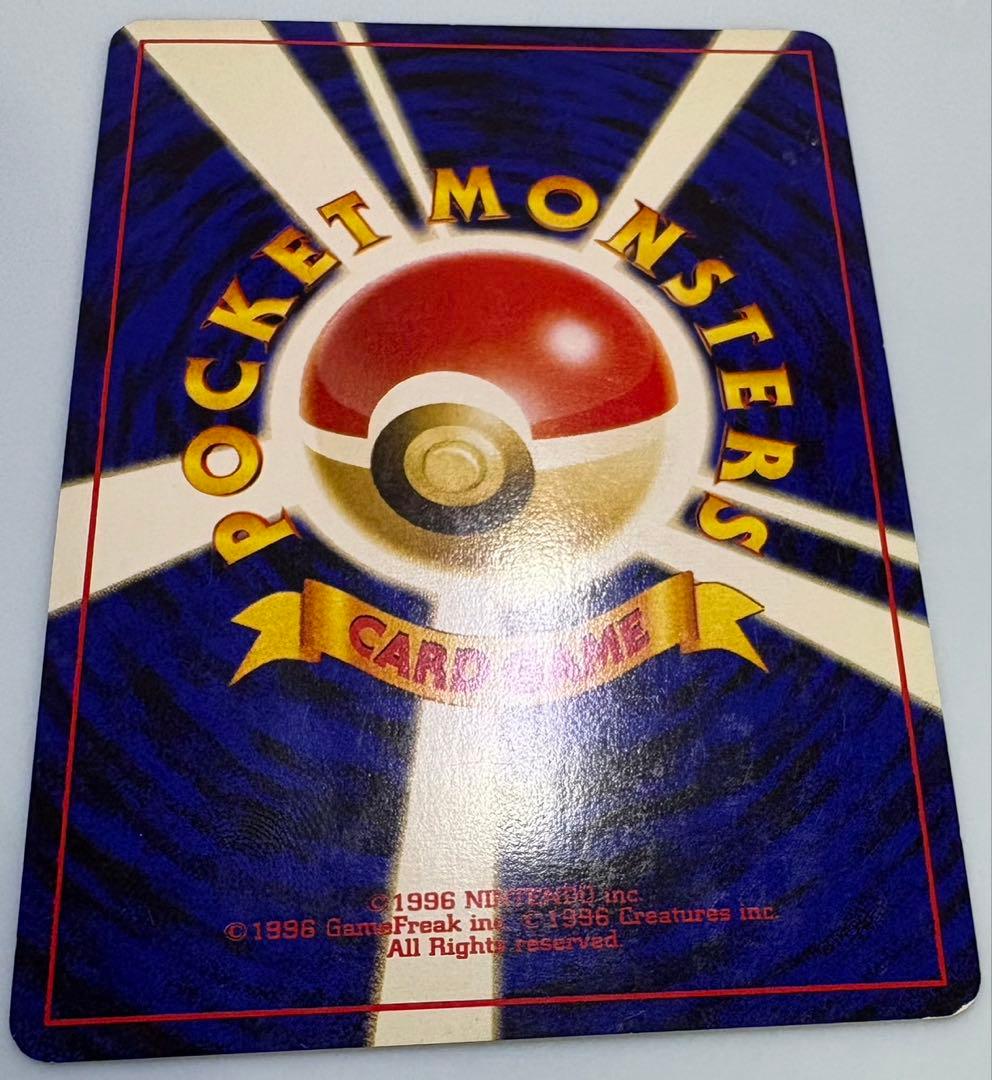 POCKET MONSTERS
CARD GAME
©1996 NINTENDO inc.
©1996 GameFreak inc. ©1996 Creatures inc.
All Rights reserved.